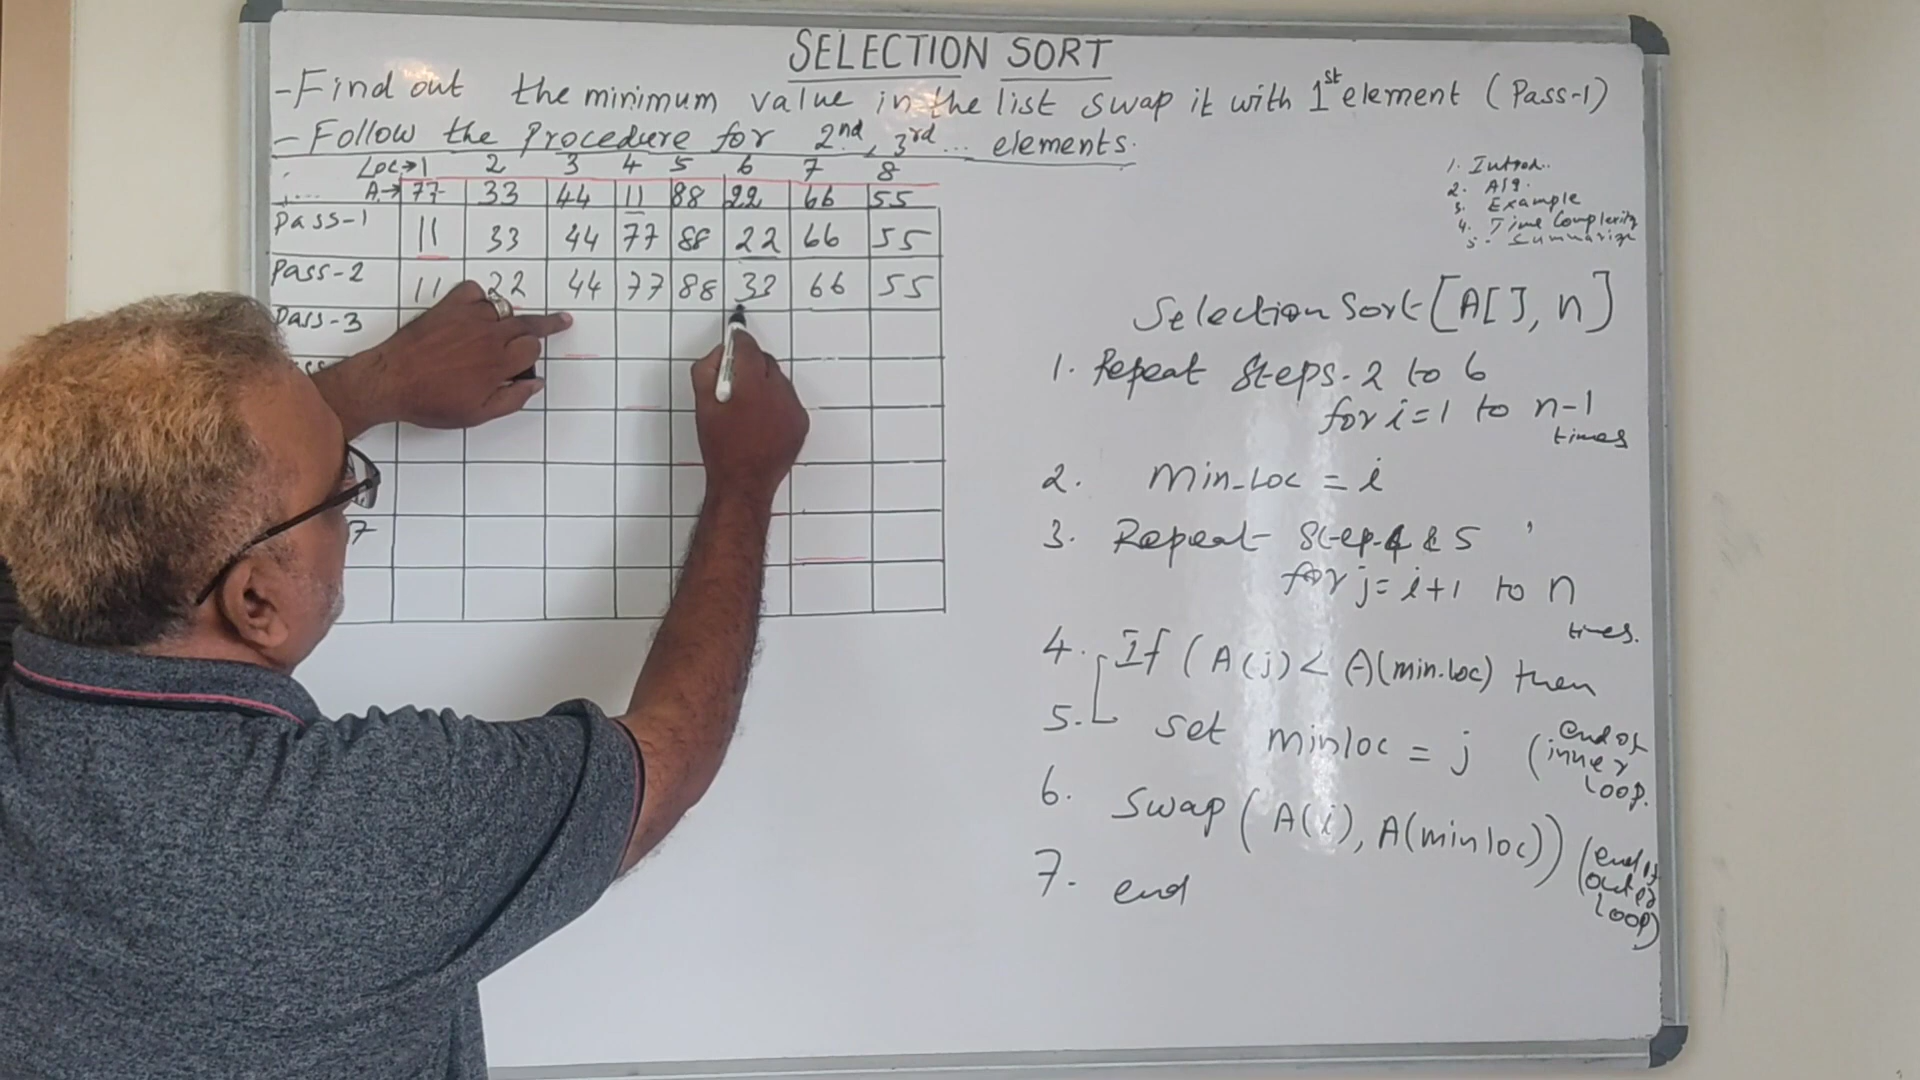 SELECTION SORT
- Find out the minimum value in the list swap it with 1st element (Pass-1)
- Follow the Procedure for 2nd, 3rd... elements.
Loc→ 1 2 3 4 5 6 7 8
A→ 77 33 44 11 88 22 66 55
Pass-1 11 33 44 77 88 22 66 55
Pass-2 11 22 44 77 88 33 66 55
Pass-3
7
1. Introd..
2. Alg.
3. Example
4. Time Complexity
5. Summarize
Selection Sort [A[], n]
1. Repeat Steps. 2 to 6
for i=1 to n-1
times
2. Min-Loc = i
3. Repeat Step-4 & 5
for j= i+1 to n
times.
4. If (A(j) < A(min.loc) then
5. set minloc = j (end of
inner
loop.
6. Swap (A(i), A(minloc)) (end of
outer
loop)
7. end